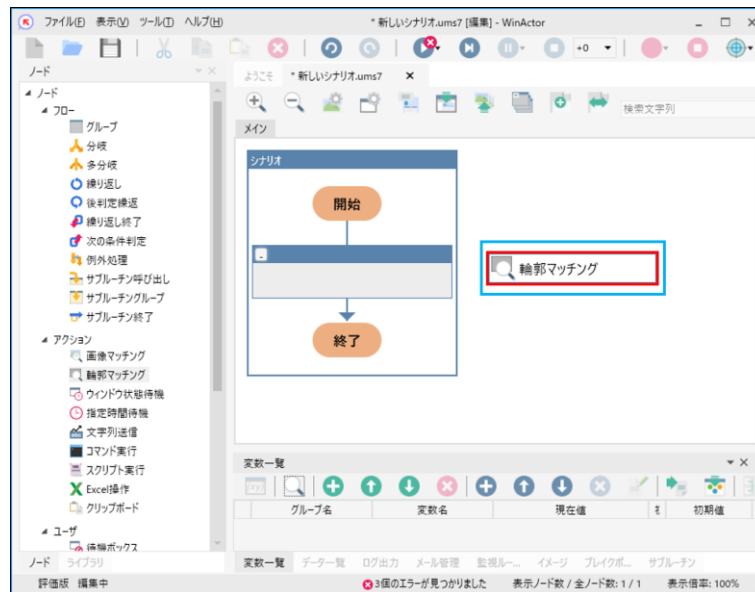 ファイル(F) 表示(V) ツール(T) ヘルプ(H)
* 新しいシナリオ.ums7 [編集] - WinActor
+0
ノード
ようこそ
* 新しいシナリオ.ums7
検索文字列
メイン
ノード
フロー
グループ
分岐
多分岐
繰り返し
後判定繰返
繰り返し終了
次の条件判定
例外処理
サブルーチン呼び出し
サブルーチングループ
サブルーチン終了
アクション
画像マッチング
輪郭マッチング
ウィンドウ状態待機
指定時間待機
文字列送信
コマンド実行
スクリプト実行
Excel操作
クリップボード
ユーザ
待機ボックス
ノード ライブラリ
シナリオ
開始
終了
輪郭マッチング
変数一覧
グループ名 変数名 現在値 初期値
変数一覧 データ一覧 ログ出力 メール管理 監視ルー... イメージ ブレイクポ... サブルーチン
評価版 編集中
3個のエラーが見つかりました 表示ノード数 / 全ノード数: 1 / 1 表示倍率: 100%